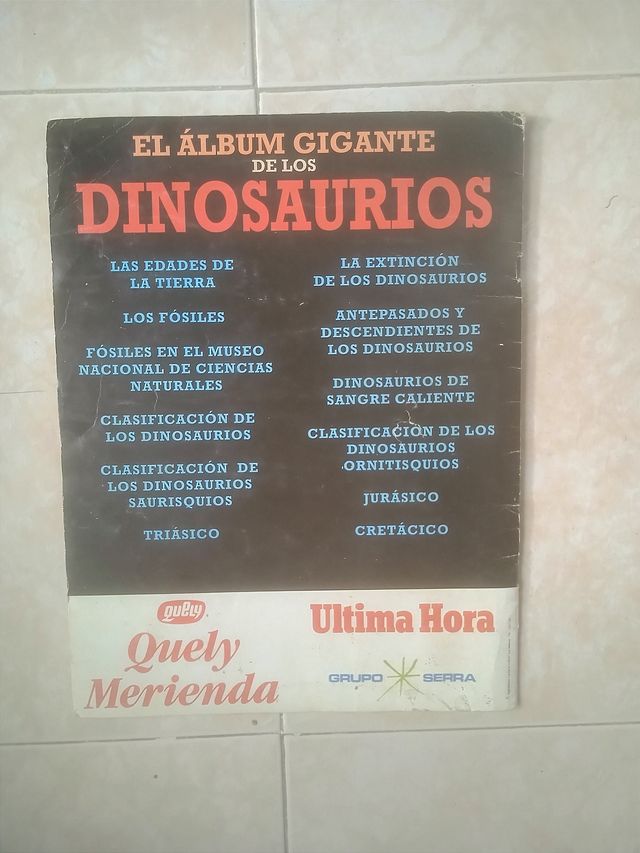 EL ÁLBUM GIGANTE
DE LOS
DINOSAURIOS
LAS EDADES DE
LA TIERRA
LOS FÓSILES
FÓSILES EN EL MUSEO
NACIONAL DE CIENCIAS
NATURALES
CLASIFICACIÓN DE
LOS DINOSAURIOS
CLASIFICACIÓN DE
LOS DINOSAURIOS
SAURISQUIOS
TRIÁSICO
LA EXTINCIÓN
DE LOS DINOSAURIOS
ANTEPASADOS Y
DESCENDIENTES DE
LOS DINOSAURIOS
DINOSAURIOS DE
SANGRE CALIENTE
CLASIFICACIÓN DE LOS
DINOSAURIOS
ORNITISQUIOS
JURÁSICO
CRETÁCICO
QUELY
Quely
Merienda
Ultima Hora
GRUPO SERRA